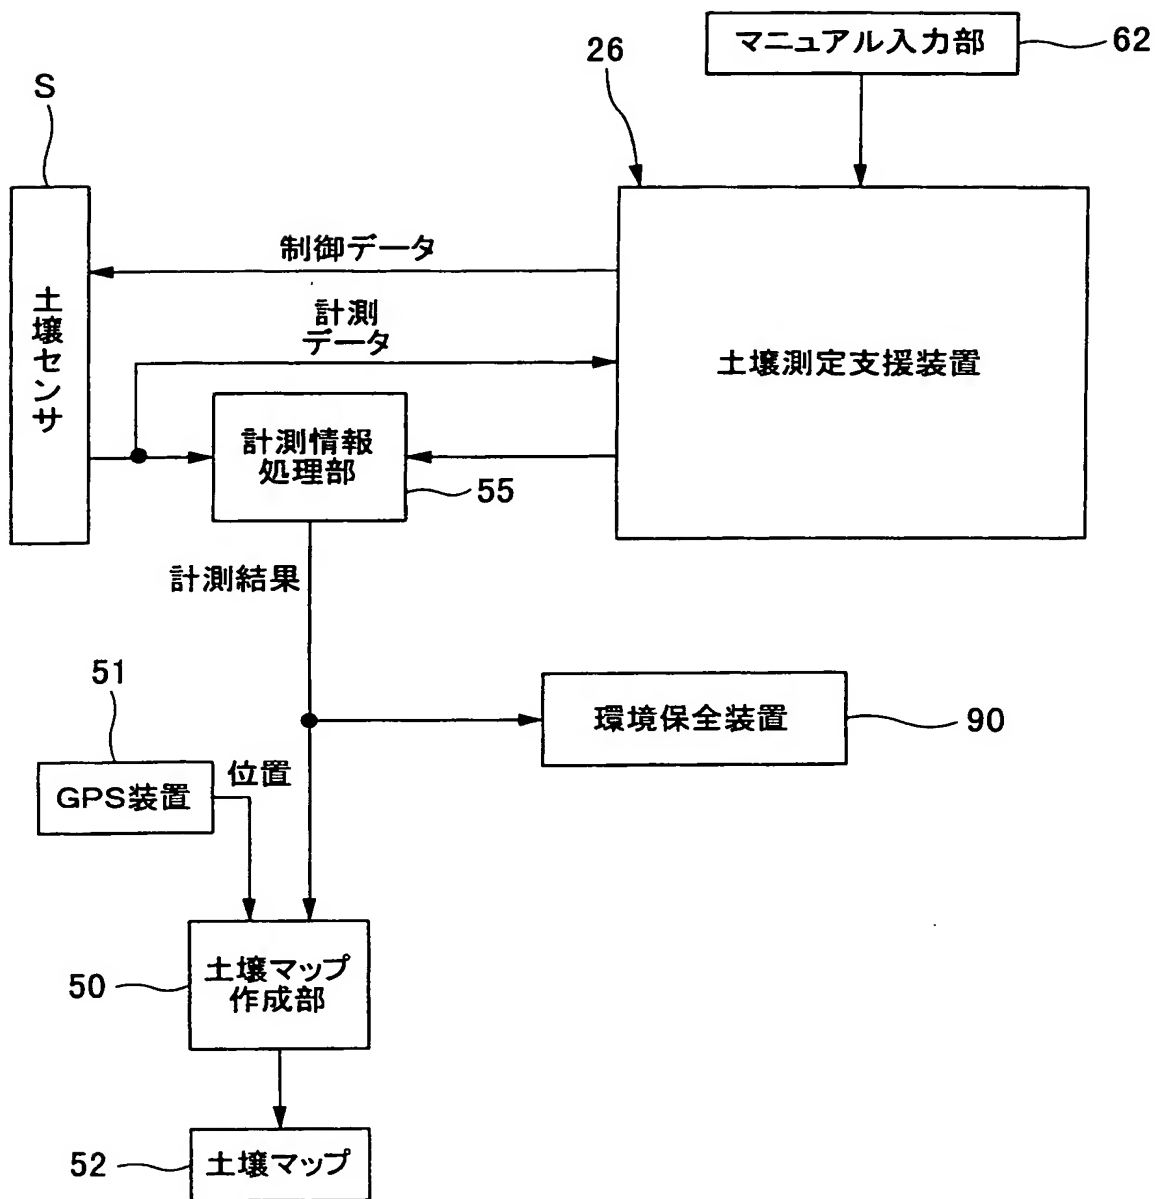 マニュアル入力部
62
26
S
制御データ
土壌センサ
計測
データ
土壌測定支援装置
計測情報
処理部
55
計測結果
51
環境保全装置
90
位置
GPS装置
土壌マップ
作成部
50
52
土壌マップ